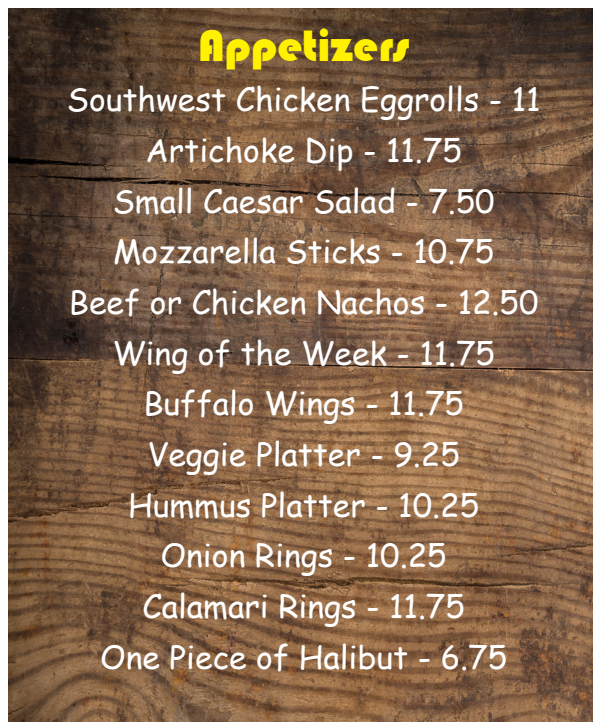 Appetizers
Southwest Chicken Eggrolls - 11
Artichoke Dip - 11.75
Small Caesar Salad - 7.50
Mozzarella Sticks - 10.75
Beef or Chicken Nachos - 12.50
Wing of the Week - 11.75
Buffalo Wings - 11.75
Veggie Platter - 9.25
Hummus Platter - 10.25
Onion Rings - 10.25
Calamari Rings - 11.75
One Piece of Halibut - 6.75